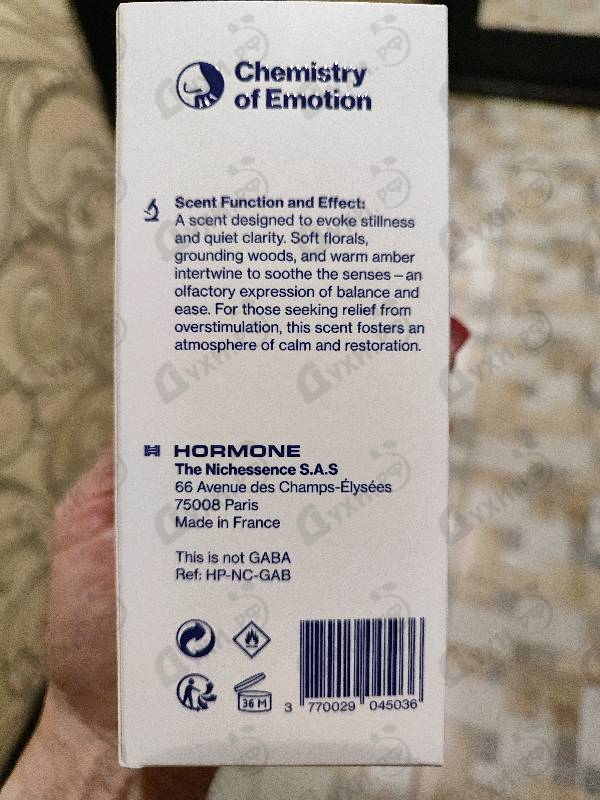 Chemistry
of Emotion
Scent Function and Effect:
A scent designed to evoke stillness
and quiet clarity. Soft florals,
grounding woods, and warm amber
intertwine to soothe the senses – an
olfactory expression of balance and
ease. For those seeking relief from
overstimulation, this scent fosters an
atmosphere of calm and restoration.
HORMONE
The Nichessence S.A.S
66 Avenue des Champs-Élysées
75008 Paris
Made in France
This is not GABA
Ref: HP-NC-GAB
36 M
3 770029 045036
Духи.рф